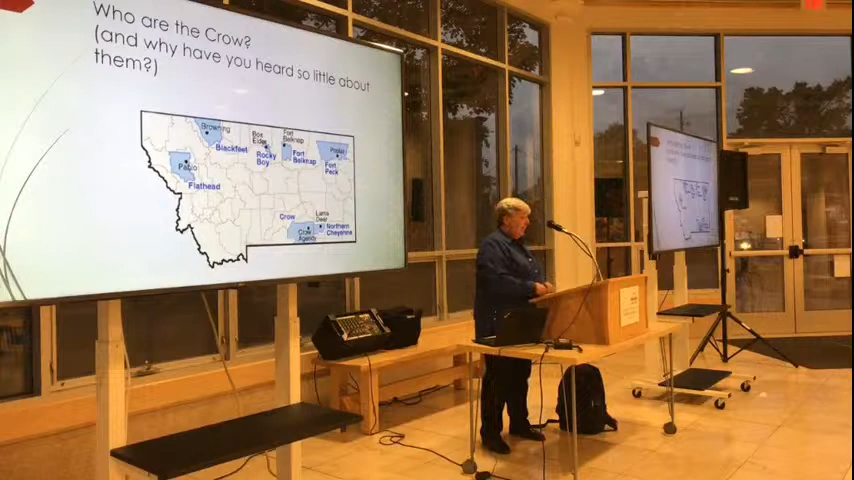 Who are the Crow?
(and why have you heard so little about
them?)
Browning
Blackfeet
Box
Elder
Rocky
Boy
Fort
Belknap
Fort
Belknap
Poplar
Fort
Peck
Pablo
Flathead
Crow
Crow
Agency
Lame
Deer
Northern
Cheyenne